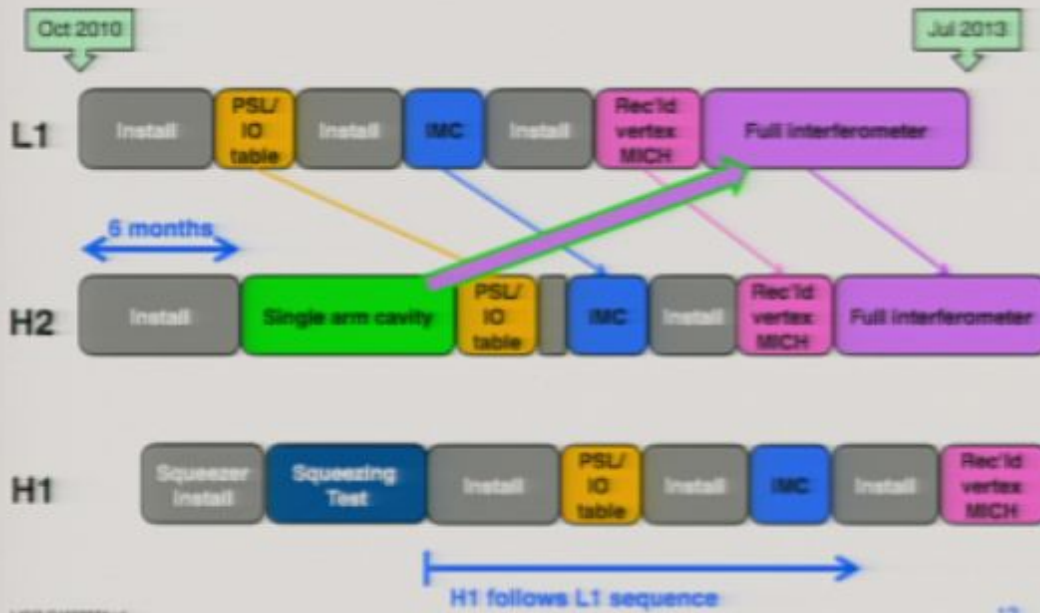 Oct 2010
Jul 2013
L1
Install
PSL/
IO
table
Install
IMC
Install
Rec'ld
vertex
MICH
Full interferometer
6 months
H2
Install
Single arm cavity
PSL/
IO
table
IMC
Install
Rec'ld
vertex
MICH
Full interferometer
H1
Squeezer
install
Squeezing
Test
Install
PSL/
IO
table
Install
IMC
Install
Rec'ld
vertex
MICH
H1 follows L1 sequence